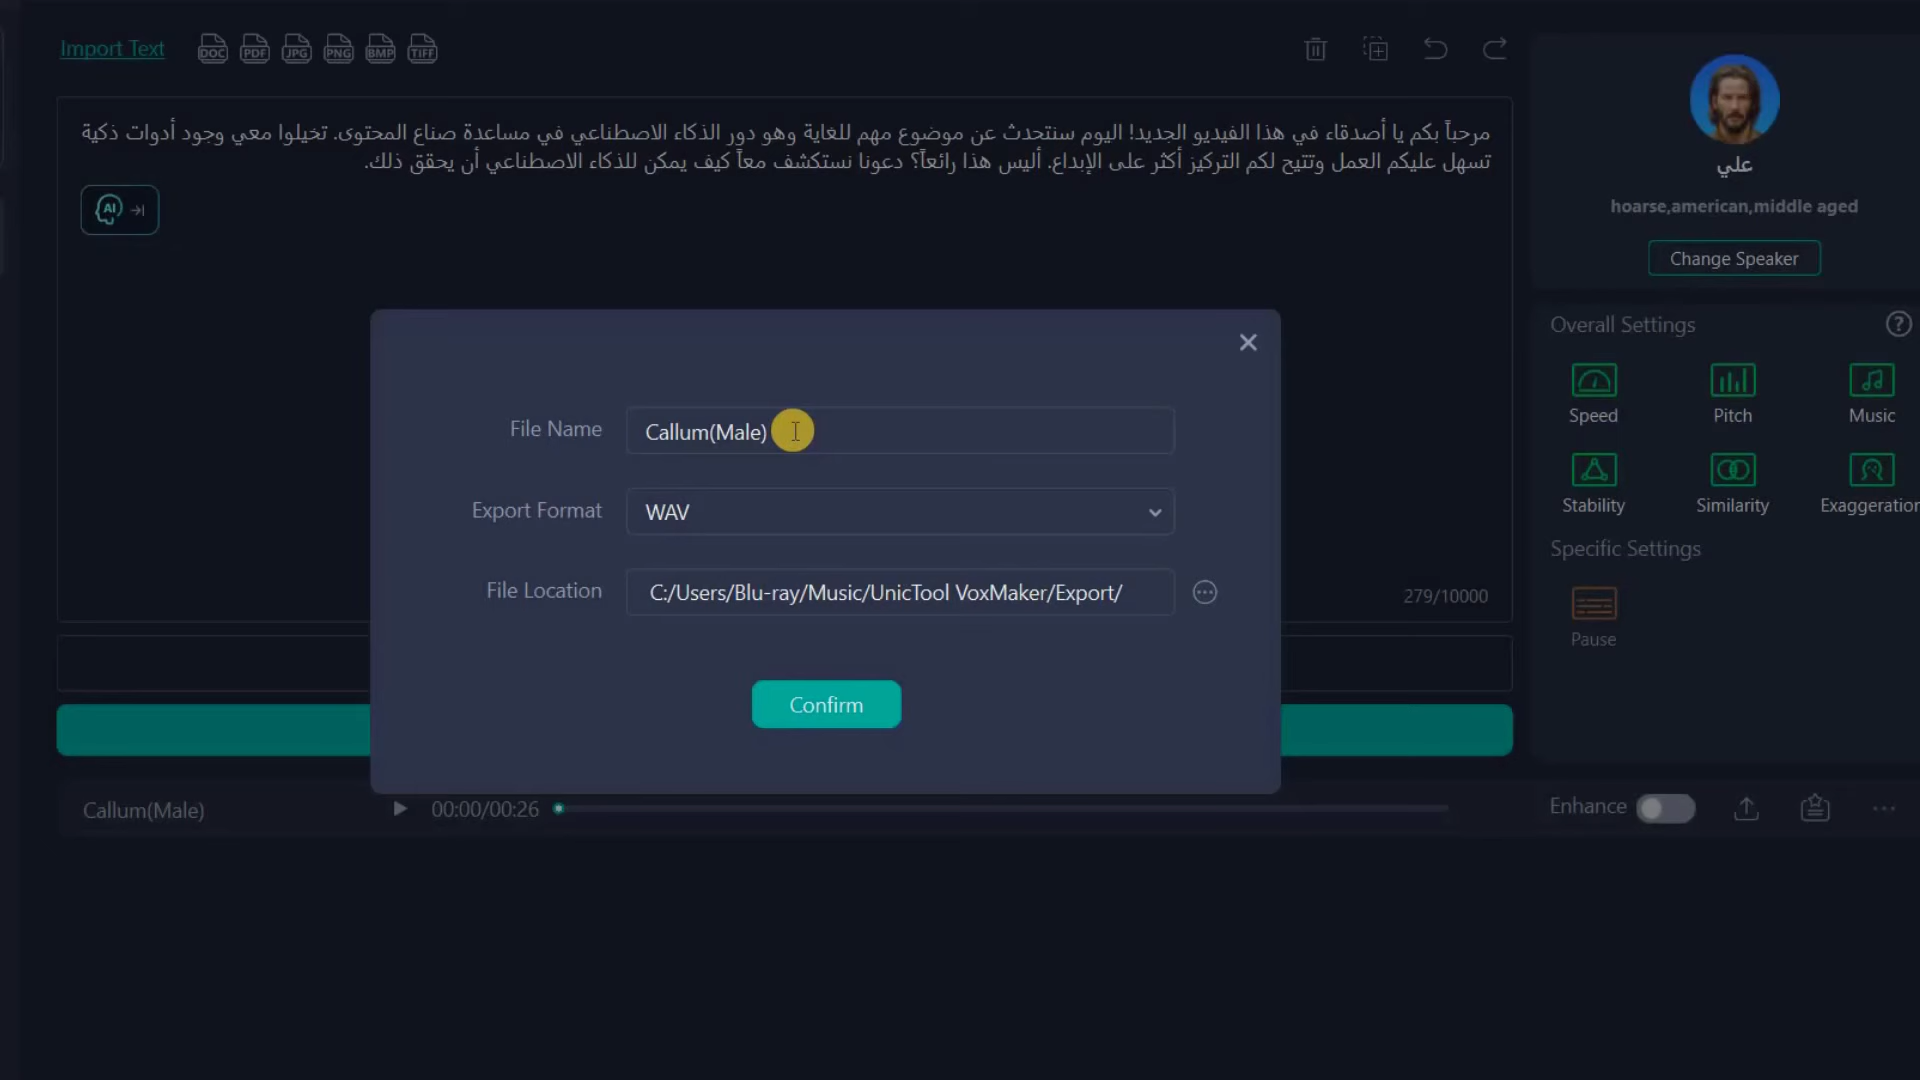 Import Text
DOC PDF JPG PNG BMP TIFF
مرحباً بكم يا أصدقاء في هذا الفيديو الجديد! اليوم سنتحدث عن موضوع مهم للغاية وهو دور الذكاء الاصطناعي في مساعدة صناع المحتوى. تخيلوا معي وجود أدوات ذكية
تسهل عليكم العمل وتتيح لكم التركيز أكثر على الإبداع. أليس هذا رائعاً؟ دعونا نستكشف معاً كيف يمكن للذكاء الاصطناعي أن يحقق ذلك.
AI
علي
hoarse,american,middle aged
Change Speaker
Overall Settings ?
Speed Pitch Music
Stability Similarity Exaggeration
Specific Settings
Pause
File Name Callum(Male)
Export Format WAV
File Location C:/Users/Blu-ray/Music/UnicTool VoxMaker/Export/
279/10000
Confirm
Callum(Male) 00:00/00:26 Enhance